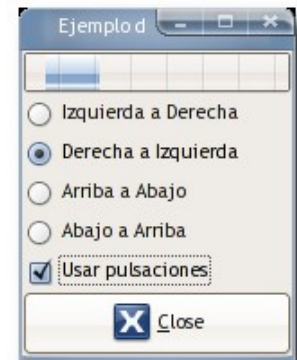 Ejemplo d
Izquierda a Derecha
Derecha a Izquierda
Arriba a Abajo
Abajo a Arriba
Usar pulsaciones
Close